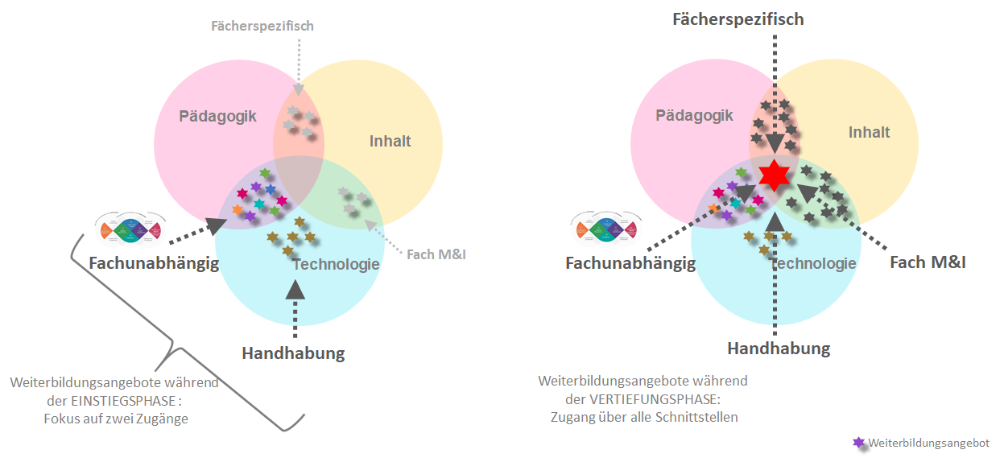 Fächerspezifisch
Pädagogik
Inhalt
Fachunabhängig
Technologie
Fach M&I
Handhabung
Weiterbildungsangebote während
der EINSTIEGSPHASE :
Fokus auf zwei Zugänge
Fächerspezifisch
Pädagogik
Inhalt
Fachunabhängig
Technologie
Fach M&I
Handhabung
Weiterbildungsangebote während
der VERTIEFUNGSPHASE:
Zugang über alle Schnittstellen
Weiterbildungsangebot